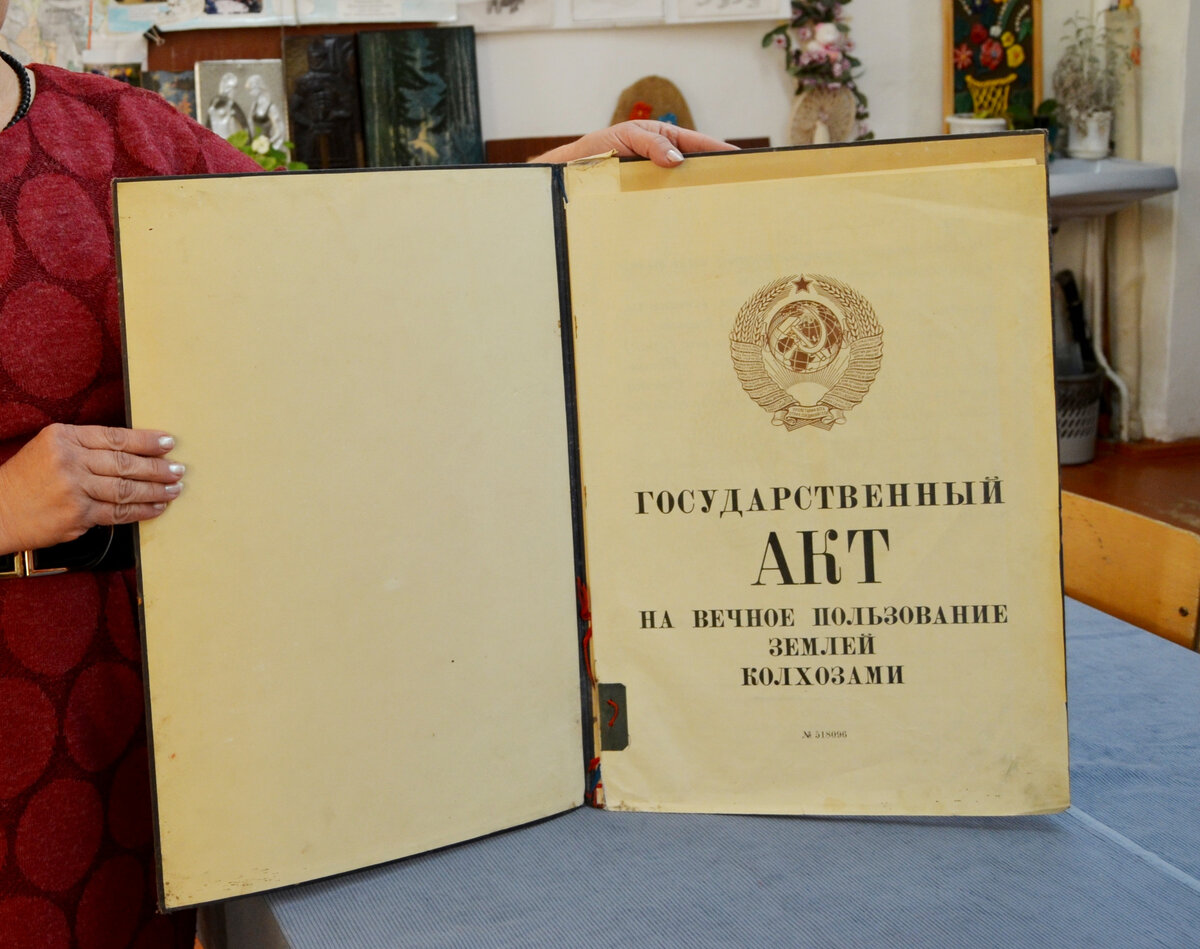 ГОСУДАРСТВЕННЫЙ
АКТ
НА ВЕЧНОЕ ПОЛЬЗОВАНИЕ
ЗЕМЛЕЙ
КОЛХОЗАМИ
№ 518096